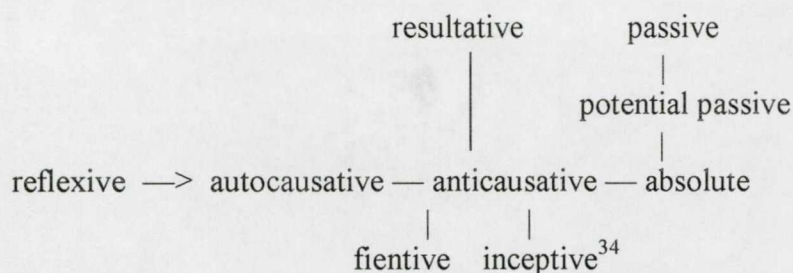 resultative passive
potential passive
reflexive —> autocausative — anticausative — absolute
fientive inceptive34